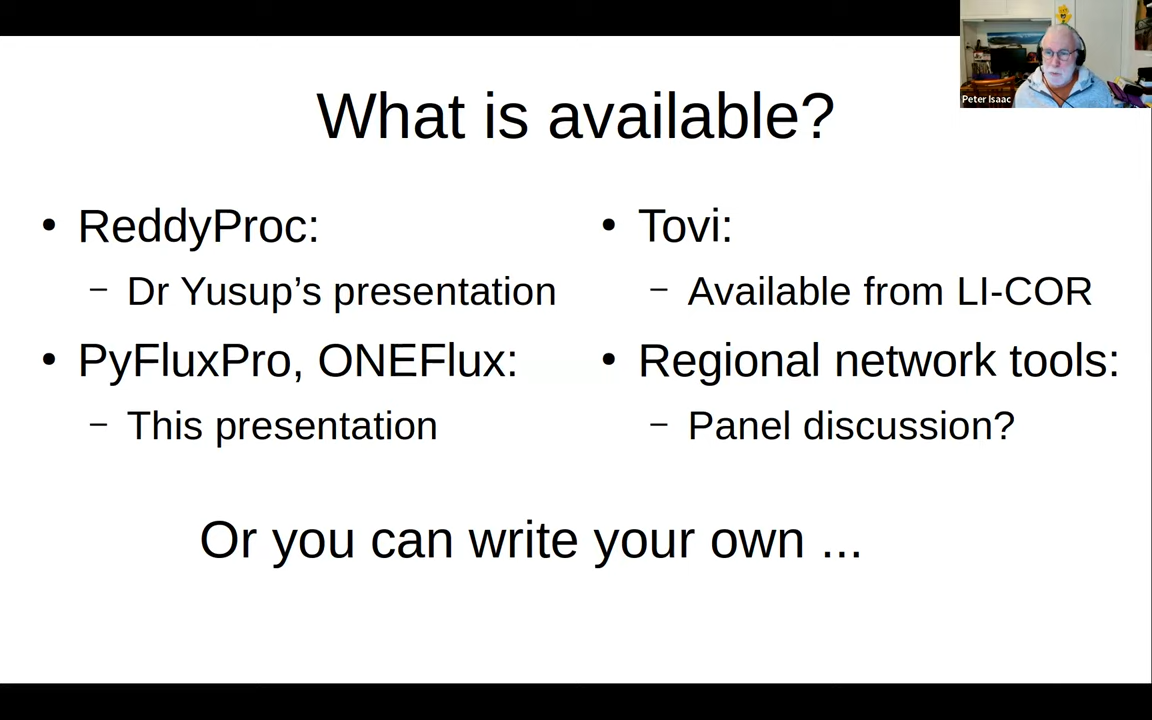 What is available?
• ReddyProc:
– Dr Yusup’s presentation
• PyFluxPro, ONEFlux:
– This presentation
• Tovi:
– Available from LI-COR
• Regional network tools:
– Panel discussion?
Or you can write your own ...
Peter Isaac